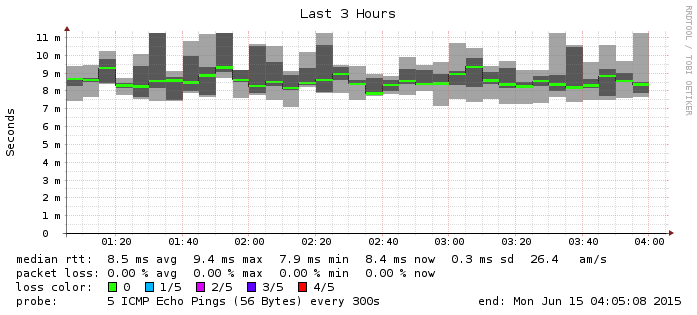 Last 3 Hours
RRDTOOL / TOBI OETIKER
Seconds
11 m
10 m
9 m
8 m
7 m
6 m
5 m
4 m
3 m
2 m
1 m
0
01:20 01:40 02:00 02:20 02:40 03:00 03:20 03:40 04:00
median rtt: 8.5 ms avg 9.4 ms max 7.9 ms min 8.4 ms now 0.3 ms sd 26.4 am/s
packet loss: 0.00 % avg 0.00 % max 0.00 % min 0.00 % now
loss color: 0 1/5 2/5 3/5 4/5
probe: 5 ICMP Echo Pings (56 Bytes) every 300s end: Mon Jun 15 04:05:08 2015